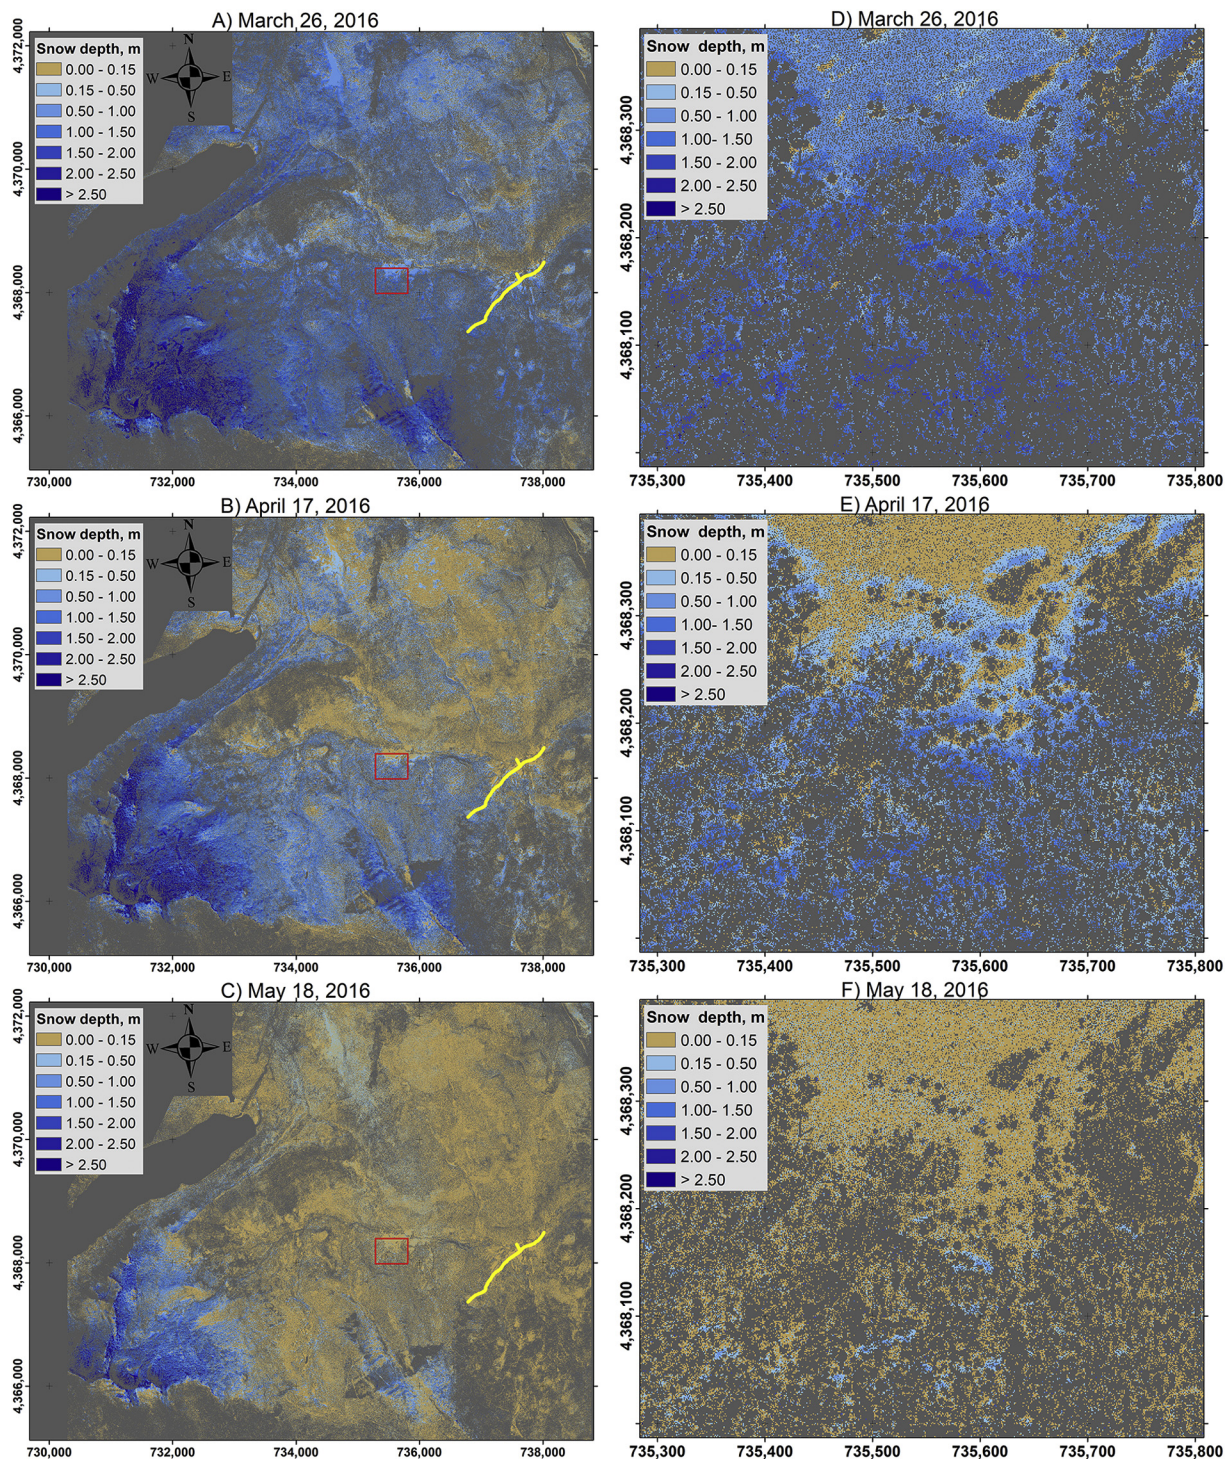 A) March 26, 2016
Snow depth, m
0.00 - 0.15
0.15 - 0.50
0.50 - 1.00
1.00 - 1.50
1.50 - 2.00
2.00 - 2.50
> 2.50
N
W
E
S
4,372,000
4,370,000
4,368,000
4,366,000
730,000
732,000
734,000
736,000
738,000
D) March 26, 2016
Snow depth, m
0.00 - 0.15
0.15 - 0.50
0.50 - 1.00
1.00- 1.50
1.50 - 2.00
2.00 - 2.50
> 2.50
4,368,300
4,368,200
4,368,100
735,300
735,400
735,500
735,600
735,700
735,800
B) April 17, 2016
Snow depth, m
0.00 - 0.15
0.15 - 0.50
0.50 - 1.00
1.00 - 1.50
1.50 - 2.00
2.00 - 2.50
> 2.50
N
W
E
S
4,372,000
4,370,000
4,368,000
4,366,000
730,000
732,000
734,000
736,000
738,000
E) April 17, 2016
Snow depth, m
0.00 - 0.15
0.15 - 0.50
0.50 - 1.00
1.00- 1.50
1.50 - 2.00
2.00 - 2.50
> 2.50
4,368,300
4,368,200
4,368,100
735,300
735,400
735,500
735,600
735,700
735,800
C) May 18, 2016
Snow depth, m
0.00 - 0.15
0.15 - 0.50
0.50 - 1.00
1.00 - 1.50
1.50 - 2.00
2.00 - 2.50
> 2.50
N
W
E
S
4,372,000
4,370,000
4,368,000
4,366,000
730,000
732,000
734,000
736,000
738,000
F) May 18, 2016
Snow depth, m
0.00 - 0.15
0.15 - 0.50
0.50 - 1.00
1.00- 1.50
1.50 - 2.00
2.00 - 2.50
> 2.50
4,368,300
4,368,200
4,368,100
735,300
735,400
735,500
735,600
735,700
735,800